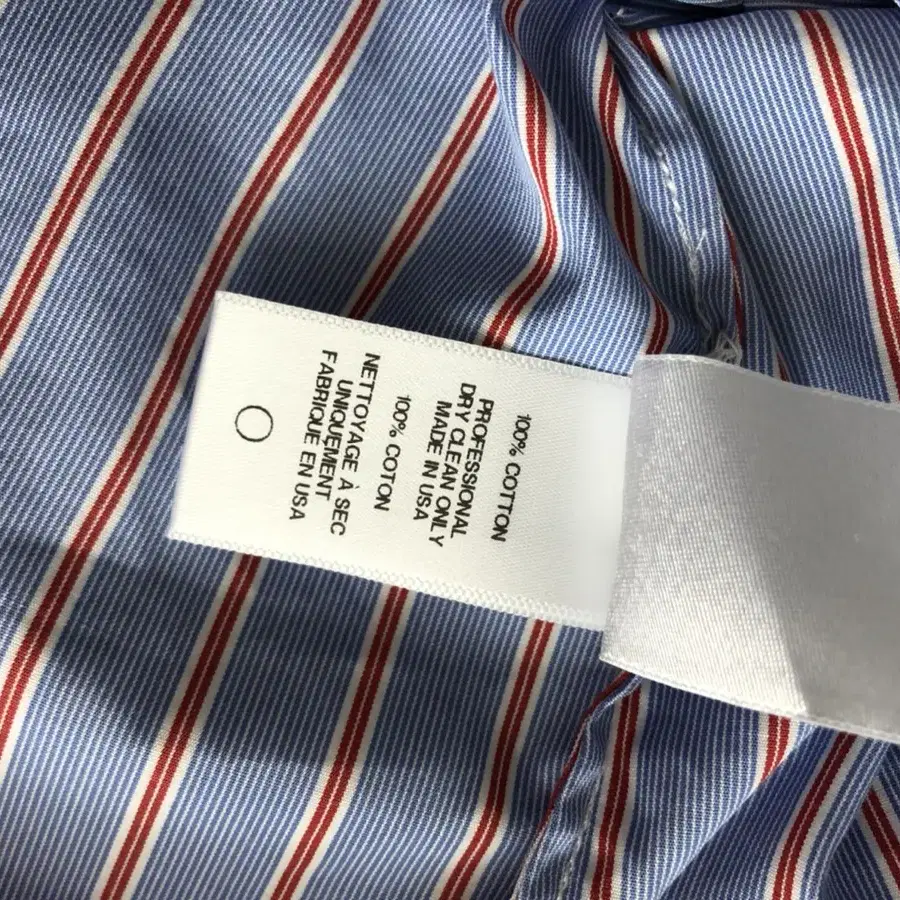 100% COTTON
PROFESSIONAL
DRY CLEAN ONLY
MADE IN USA
100% COTON
NETTOYAGE À SEC
UNIQUEMENT
FABRIQUE EN USA